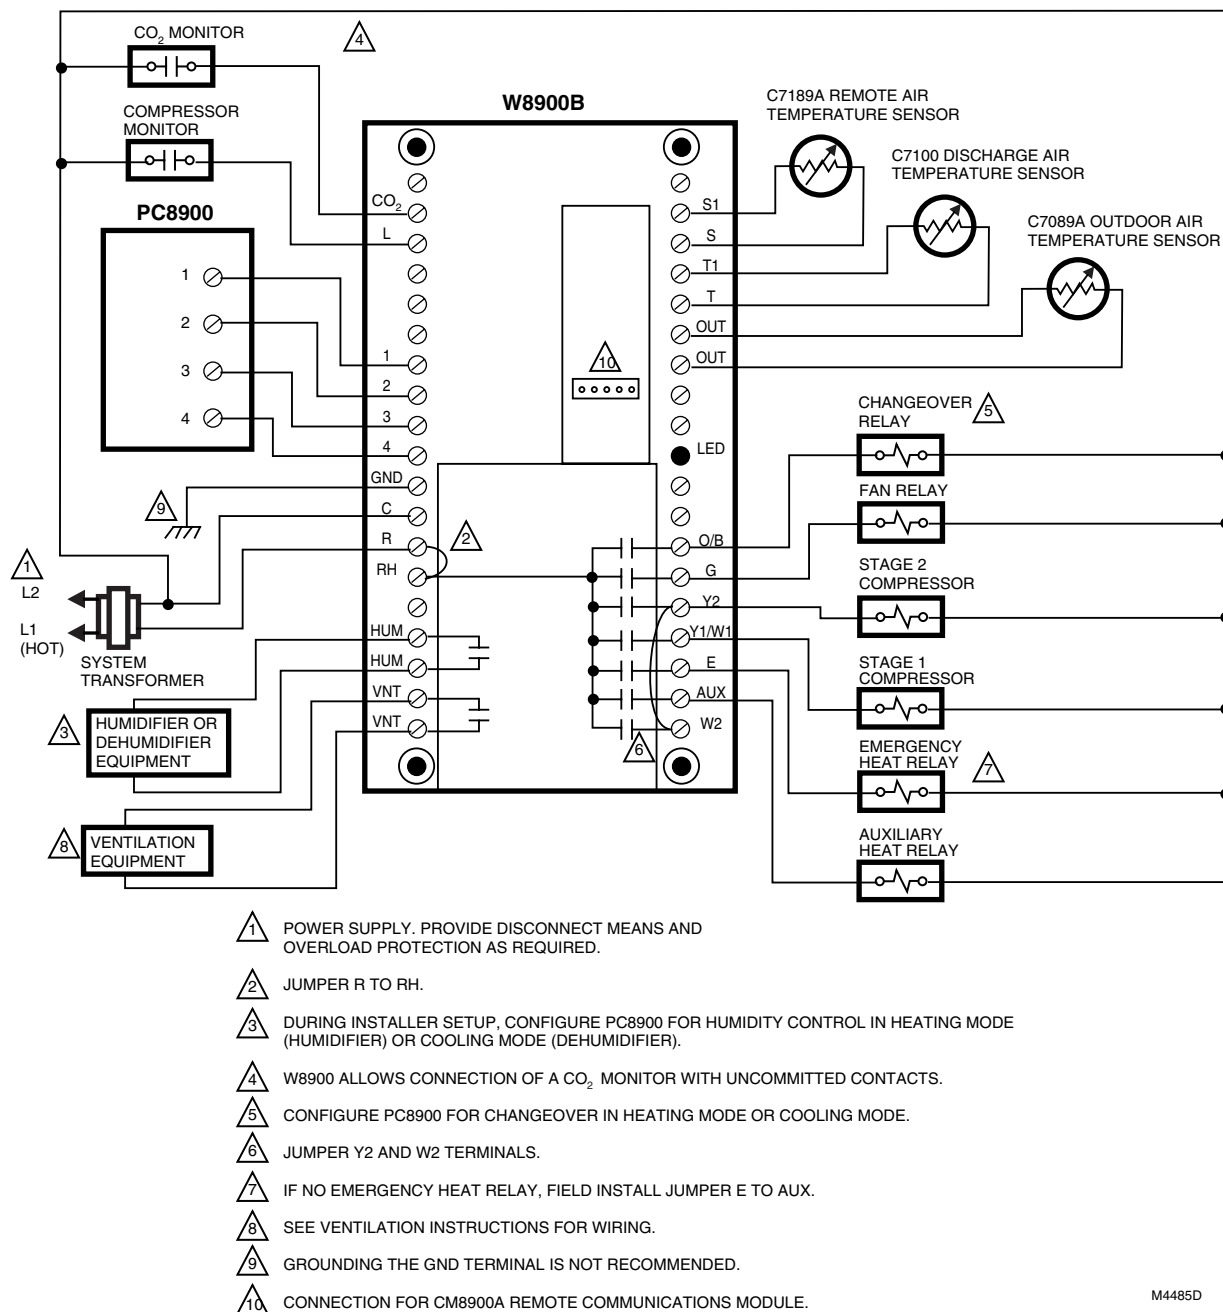 CO2 MONITOR
4
COMPRESSOR
MONITOR
W8900B
C7189A REMOTE AIR
TEMPERATURE SENSOR
C7100 DISCHARGE AIR
TEMPERATURE SENSOR
C7089A OUTDOOR AIR
TEMPERATURE SENSOR
PC8900
1
2
3
4
CO2
L
1
2
3
4
GND
C
R
RH
HUM
HUM
VNT
VNT
9
2
10
S1
S
T1
T
OUT
OUT
LED
O/B
G
Y2
Y1/W1
E
AUX
W2
6
1
L2
L1
(HOT)
SYSTEM
TRANSFORMER
3
HUMIDIFIER OR
DEHUMIDIFIER
EQUIPMENT
8
VENTILATION
EQUIPMENT
CHANGEOVER
RELAY
5
FAN RELAY
STAGE 2
COMPRESSOR
STAGE 1
COMPRESSOR
EMERGENCY
HEAT RELAY
7
AUXILIARY
HEAT RELAY
1 POWER SUPPLY. PROVIDE DISCONNECT MEANS AND
OVERLOAD PROTECTION AS REQUIRED.
2 JUMPER R TO RH.
3 DURING INSTALLER SETUP, CONFIGURE PC8900 FOR HUMIDITY CONTROL IN HEATING MODE
(HUMIDIFIER) OR COOLING MODE (DEHUMIDIFIER).
4 W8900 ALLOWS CONNECTION OF A CO2 MONITOR WITH UNCOMMITTED CONTACTS.
5 CONFIGURE PC8900 FOR CHANGEOVER IN HEATING MODE OR COOLING MODE.
6 JUMPER Y2 AND W2 TERMINALS.
7 IF NO EMERGENCY HEAT RELAY, FIELD INSTALL JUMPER E TO AUX.
8 SEE VENTILATION INSTRUCTIONS FOR WIRING.
9 GROUNDING THE GND TERMINAL IS NOT RECOMMENDED.
10 CONNECTION FOR CM8900A REMOTE COMMUNICATIONS MODULE.
M4485D